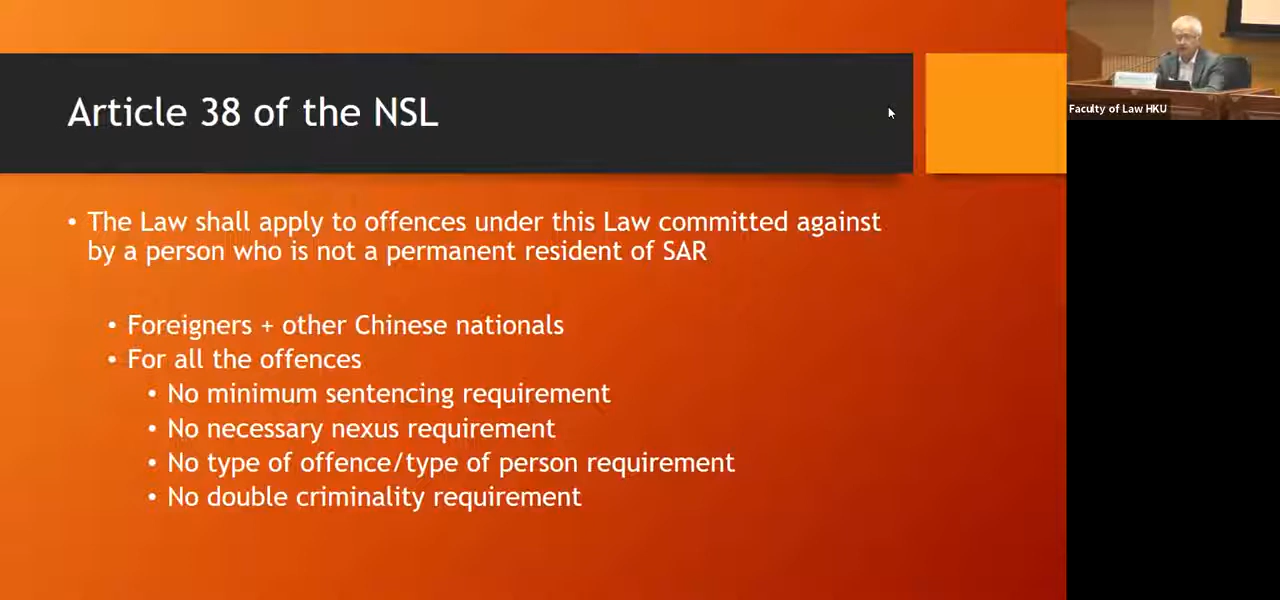 Article 38 of the NSL
Faculty of Law HKU
• The Law shall apply to offences under this Law committed against
by a person who is not a permanent resident of SAR
• Foreigners + other Chinese nationals
• For all the offences
• No minimum sentencing requirement
• No necessary nexus requirement
• No type of offence/type of person requirement
• No double criminality requirement